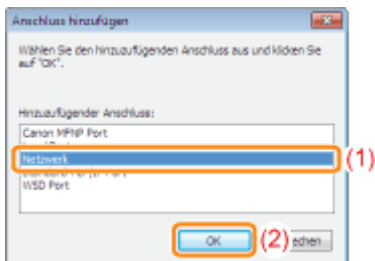 Anschluss hinzufügen
Wählen Sie den hinzuzufügenden Anschluss aus und klicken Sie
auf "OK".
Hinzuzufügender Anschluss:
Canon MFNP Port
Netzwerk
(1)
WSD Port
OK
(2)